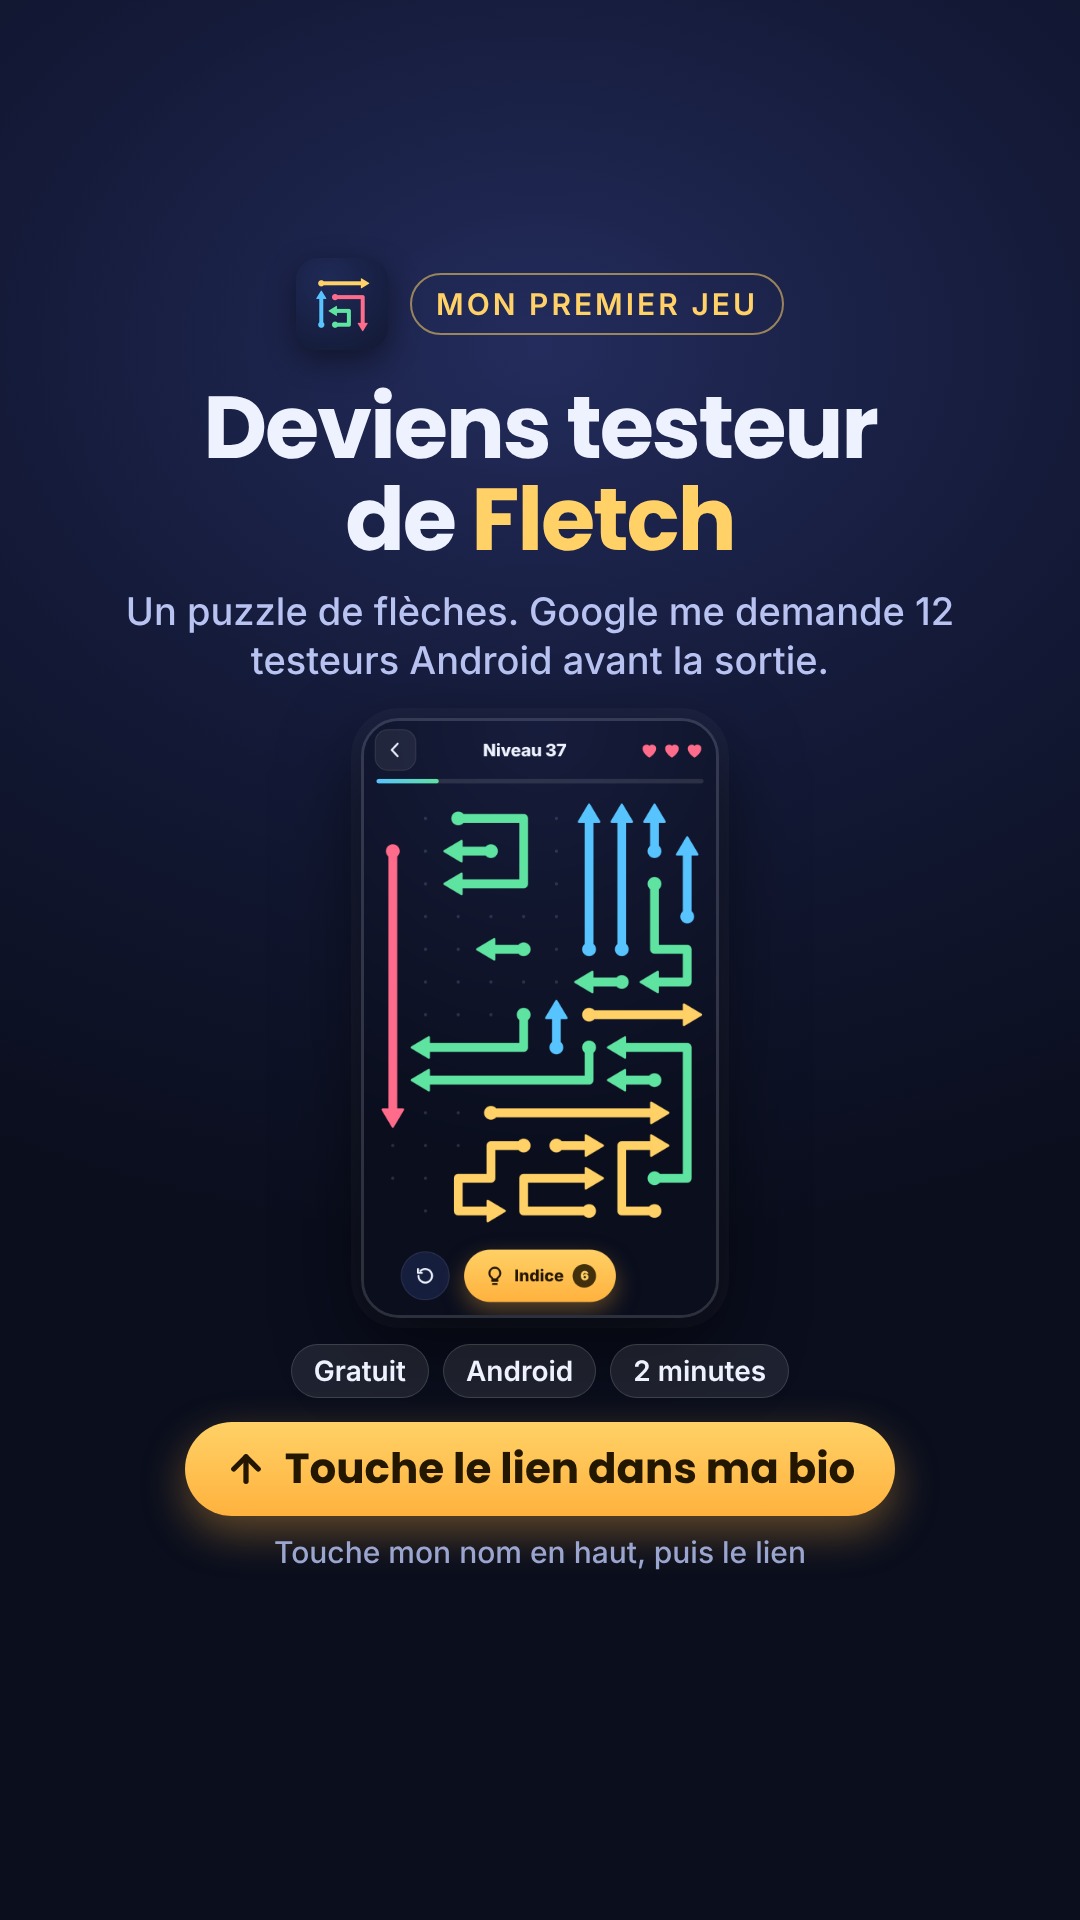 MON PREMIER JEU
Deviens testeur
de Fletch
Un puzzle de flèches. Google me demande 12
testeurs Android avant la sortie.
Niveau 37
Indice 6
Gratuit Android 2 minutes
Touche le lien dans ma bio
Touche mon nom en haut, puis le lien